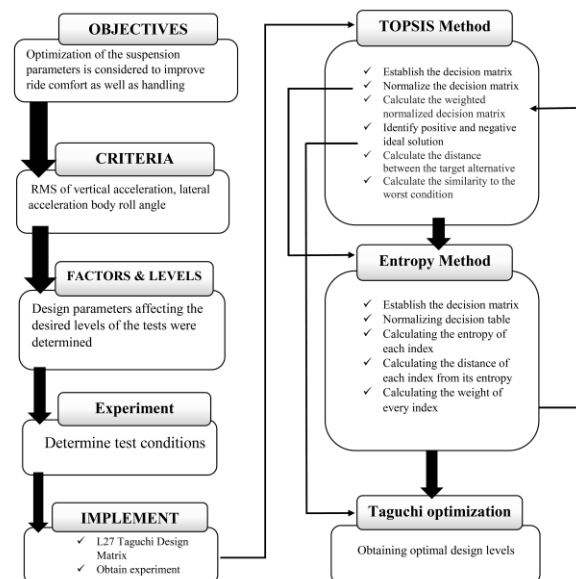 OBJECTIVES
Optimization of the suspension
parameters is considered to improve
ride comfort as well as handling
CRITERIA
RMS of vertical acceleration, lateral
acceleration body roll angle
FACTORS & LEVELS
Design parameters affecting the
desired levels of the tests were
determined
Experiment
Determine test conditions
IMPLEMENT
✓ L27 Taguchi Design
Matrix
✓ Obtain experiment
TOPSIS Method
✓ Establish the decision matrix
✓ Normalize the decision matrix
✓ Calculate the weighted
normalized decision matrix
✓ Identify positive and negative
ideal solution
✓ Calculate the distance
between the target alternative
✓ Calculate the similarity to the
worst condition
Entropy Method
✓ Establish the decision matrix
✓ Normalizing decision table
✓ Calculating the entropy of
each index
✓ Calculating the distance of
each index from its entropy
✓ Calculating the weight of
every index
Taguchi optimization
Obtaining optimal design levels